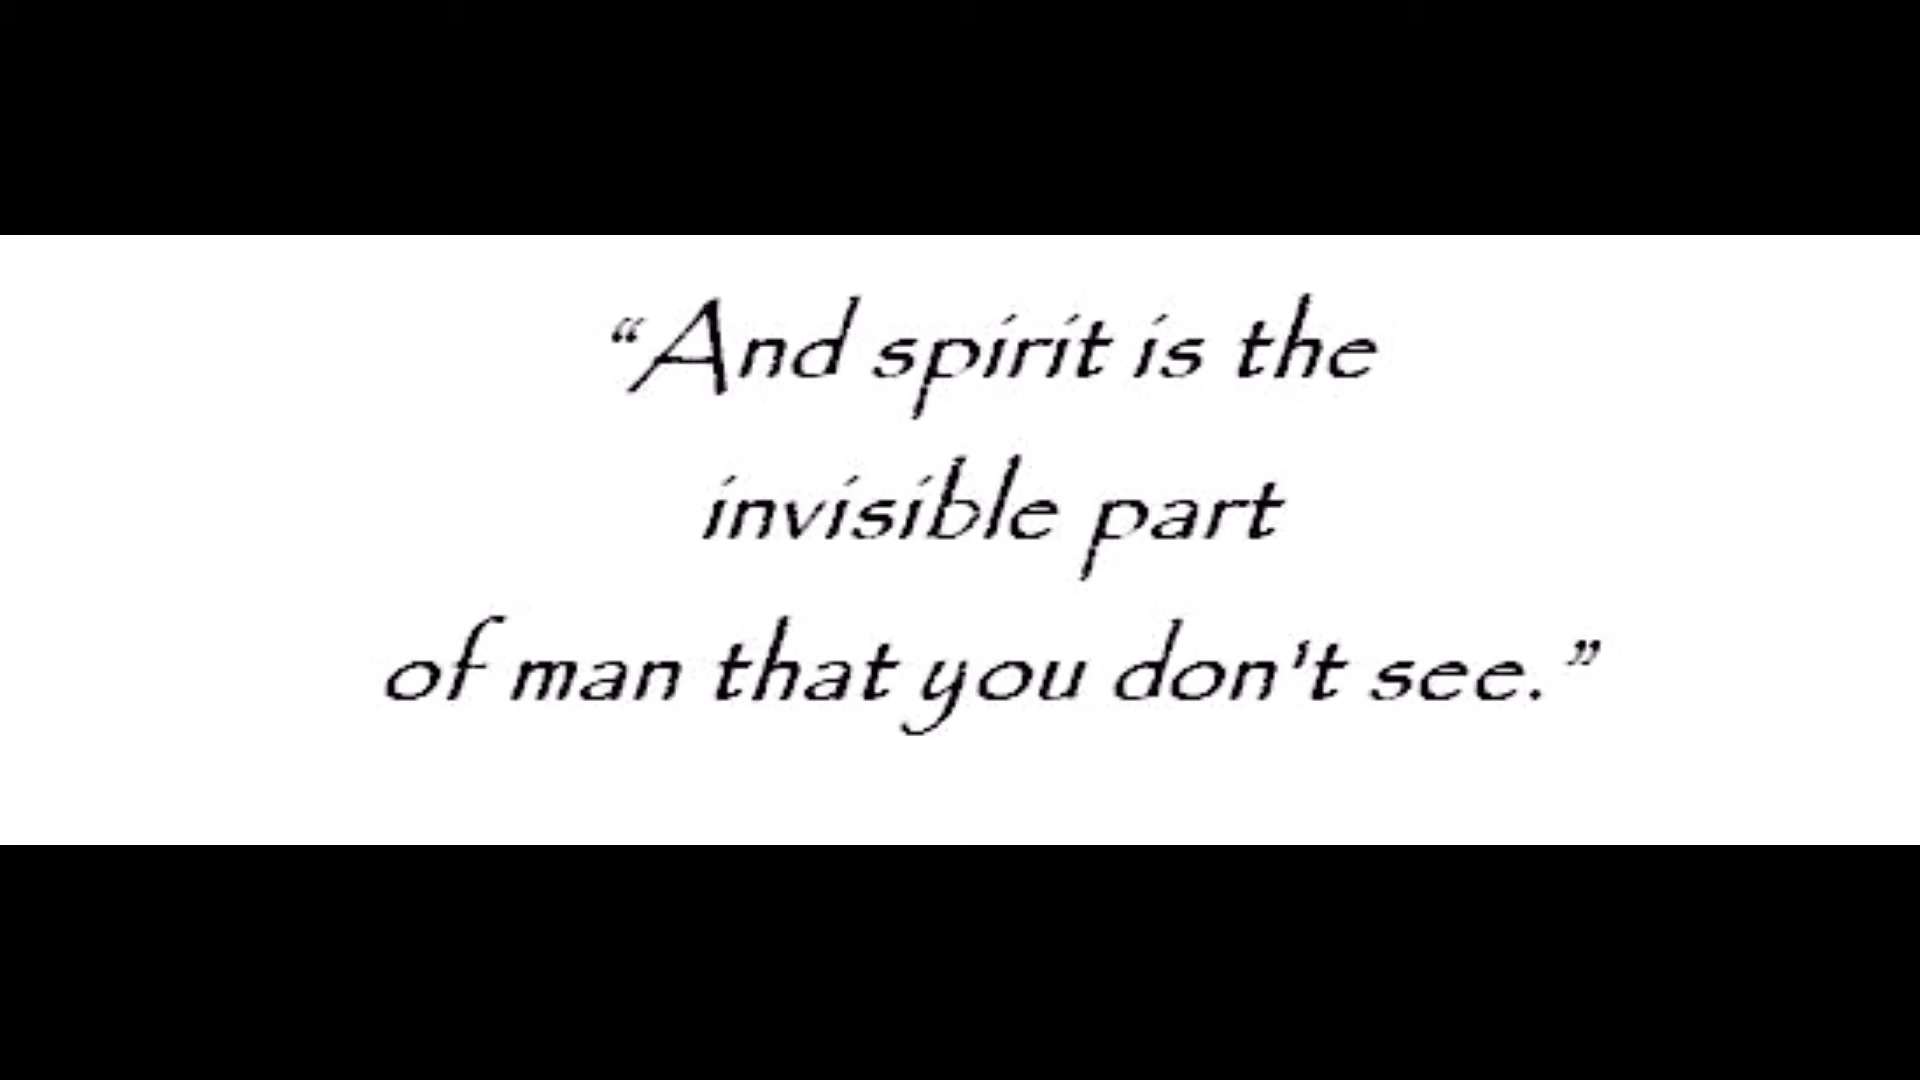 “And spirit is the
invisible part
of man that you don't see.”